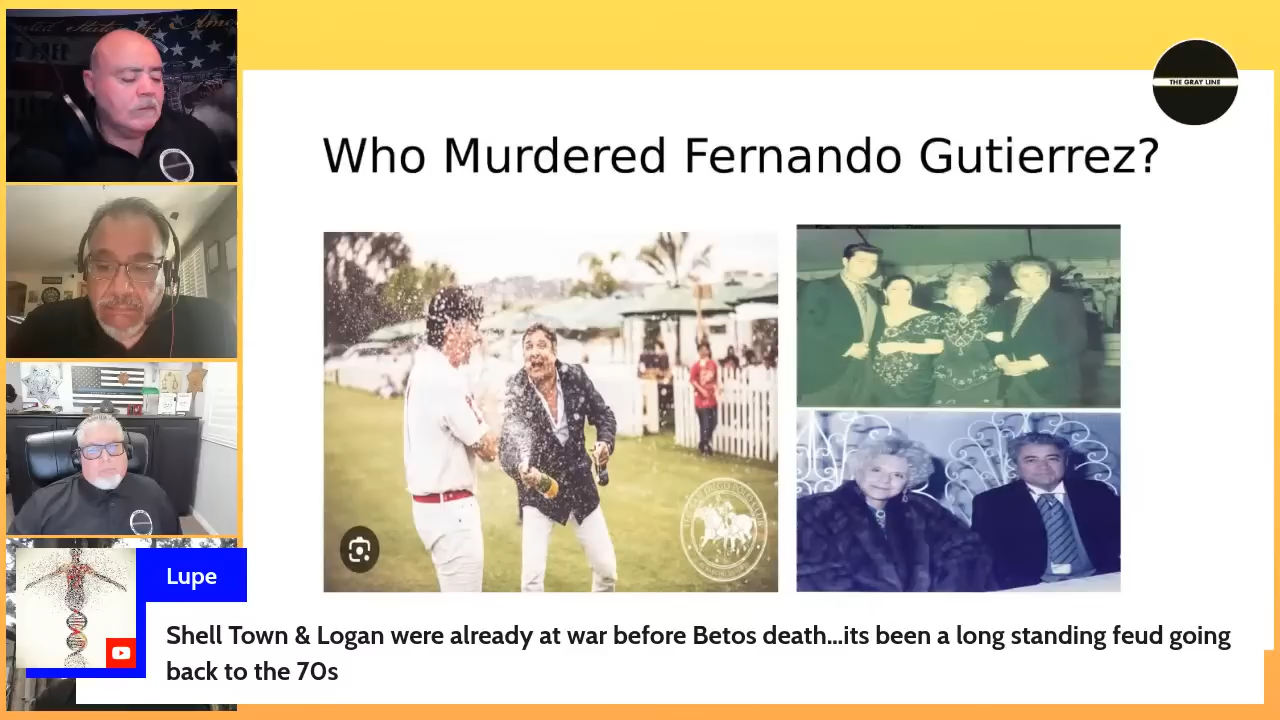 THE GRAY LINE
Who Murdered Fernando Gutierrez?
Lupe
Shell Town & Logan were already at war before Betos death...its been a long standing feud going
back to the 70s